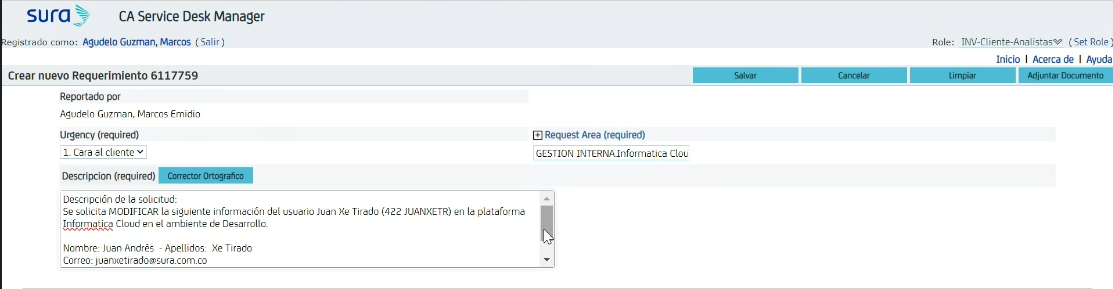 sura CA Service Desk Manager
Registrado como: Agudelo Guzman, Marcos (Salir) Role: INV-Cliente-Analistas (Set Role)
Inicio | Acerca de | Ayuda
Crear nuevo Requerimiento 6117759 Salvar Cancelar Limpiar Adjuntar Documento
Reportado por
Agudelo Guzman, Marcos Emidio
Urgency (required) Request Area (required)
1. Cara al cliente GESTION INTERNA.Informatica Clou
Descripcion (required) Corrector Ortografico
Descripción de la solicitud:
Se solicita MODIFICAR la siguiente información del usuario Juan Xe Tirado (422 JUANXETR) en la plataforma
Informatica Cloud en el ambiente de Desarrollo.
Nombre: Juan Andrés - Apellidos: Xe Tirado
Correo: juanxetirado@sura.com.co